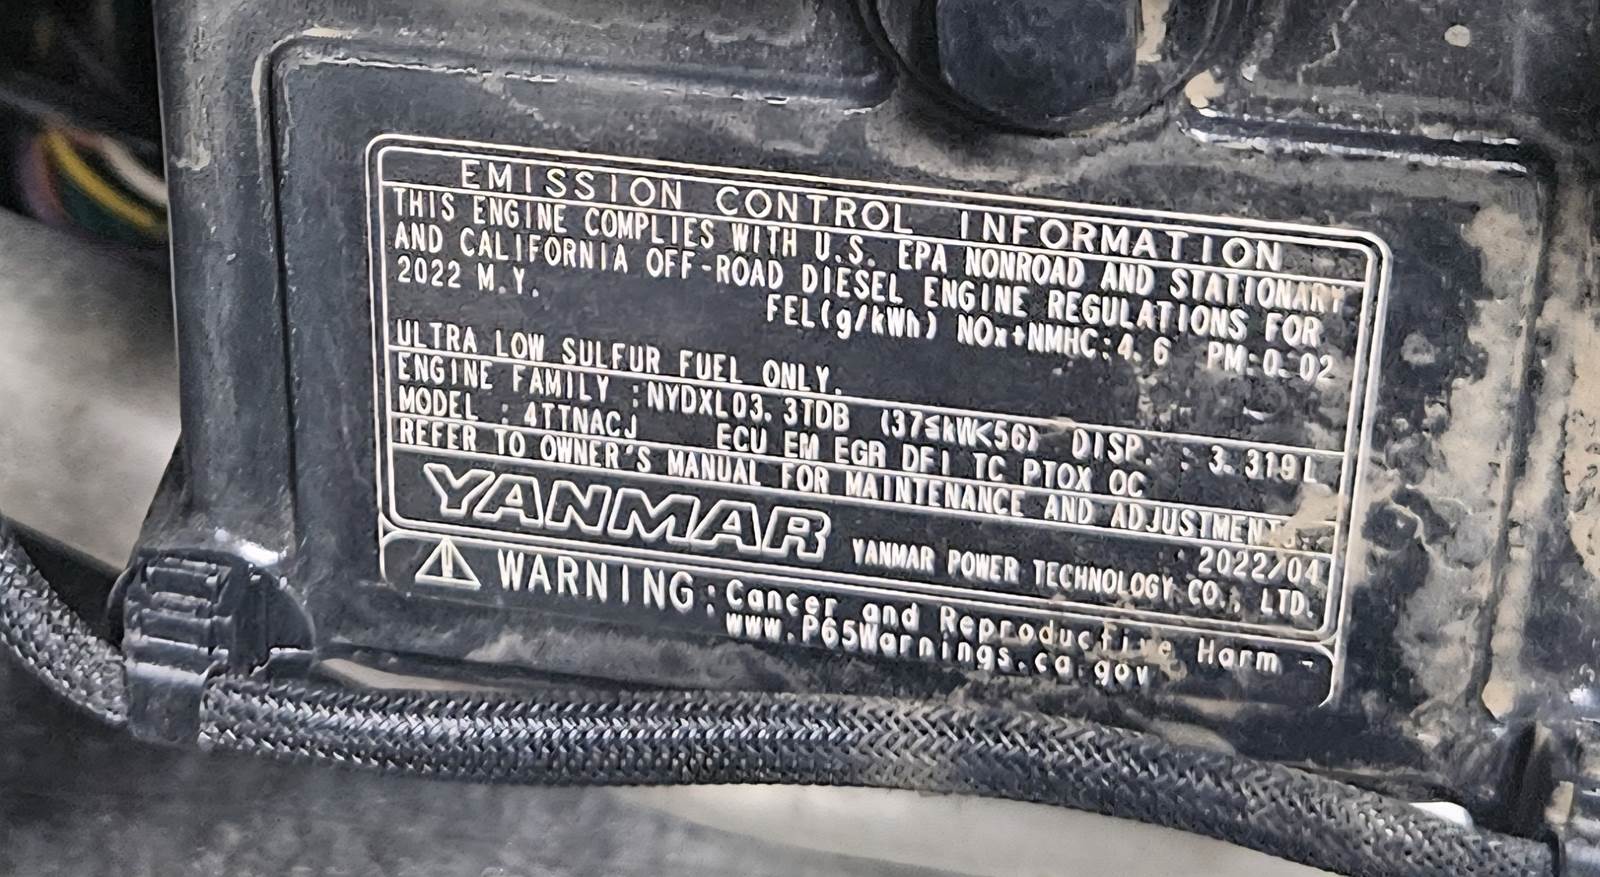 EMISSION CONTROL INFORMATION
THIS ENGINE COMPLIES WITH U.S. EPA NONROAD AND STATIONARY
AND CALIFORNIA OFF-ROAD DIESEL ENGINE REGULATIONS FOR
2022 M.Y. FEL(g/kWh) NOx+NMHC:4.6 PM:0.02
ULTRA LOW SULFUR FUEL ONLY.
ENGINE FAMILY :NYDXL03.3TDB (37≤kW<56) DISP. : 3.319L
MODEL : 4TTNACJ ECU EM EGR DFI TC PTOX OC
REFER TO OWNER'S MANUAL FOR MAINTENANCE AND ADJUSTMENTS.
2022/04
YANMAR YANMAR POWER TECHNOLOGY CO., LTD.
WARNING: Cancer and Reproductive Harm -
www.P65Warnings.ca.gov